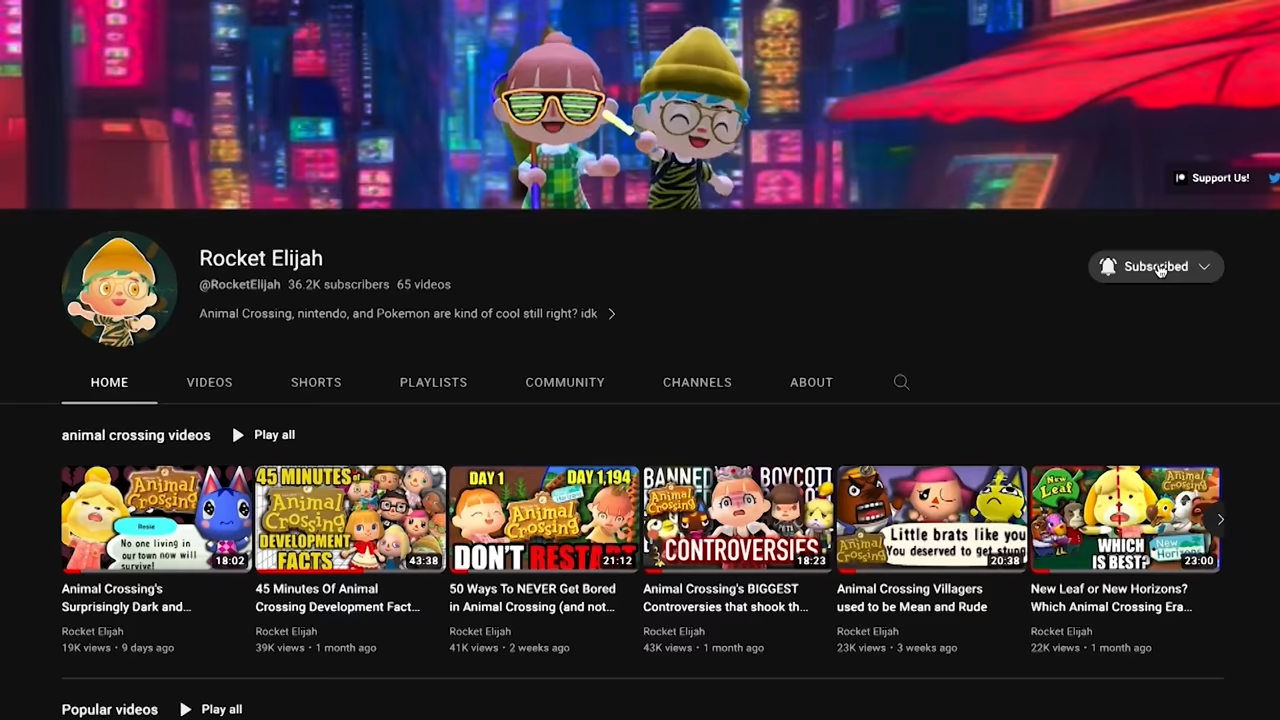 Support Us!
Rocket Elijah
@RocketElijah 36.2K subscribers 65 videos
Animal Crossing, nintendo, and Pokemon are kind of cool still right? idk
Subscribed
HOME VIDEOS SHORTS PLAYLISTS COMMUNITY CHANNELS ABOUT
animal crossing videos Play all
Animal Crossing
Rosie
No one living in
our town now will
survive!
18:02
45 MINUTES of
Animal Crossing
DEVELOPMENT
FACTS
43:38
DAY 1 DAY 1,194
Animal Crossing
DON'T RESTART
21:12
BANNED BOYCOTT
Animal Crossing
CONTROVERSIES
18:23
Little brats like you
You deserved to get stung
Animal Crossing
20:38
New Leaf
Animal Crossing
WHICH
IS BEST?
New Horizons
23:00
Animal Crossing's
Surprisingly Dark and...
Rocket Elijah
19K views • 9 days ago
45 Minutes Of Animal
Crossing Development Fact...
Rocket Elijah
39K views • 1 month ago
50 Ways To NEVER Get Bored
in Animal Crossing (and not...
Rocket Elijah
41K views • 2 weeks ago
Animal Crossing's BIGGEST
Controversies that shook th...
Rocket Elijah
43K views • 1 month ago
Animal Crossing Villagers
used to be Mean and Rude
Rocket Elijah
23K views • 3 weeks ago
New Leaf or New Horizons?
Which Animal Crossing Era...
Rocket Elijah
22K views • 1 month ago
Popular videos Play all